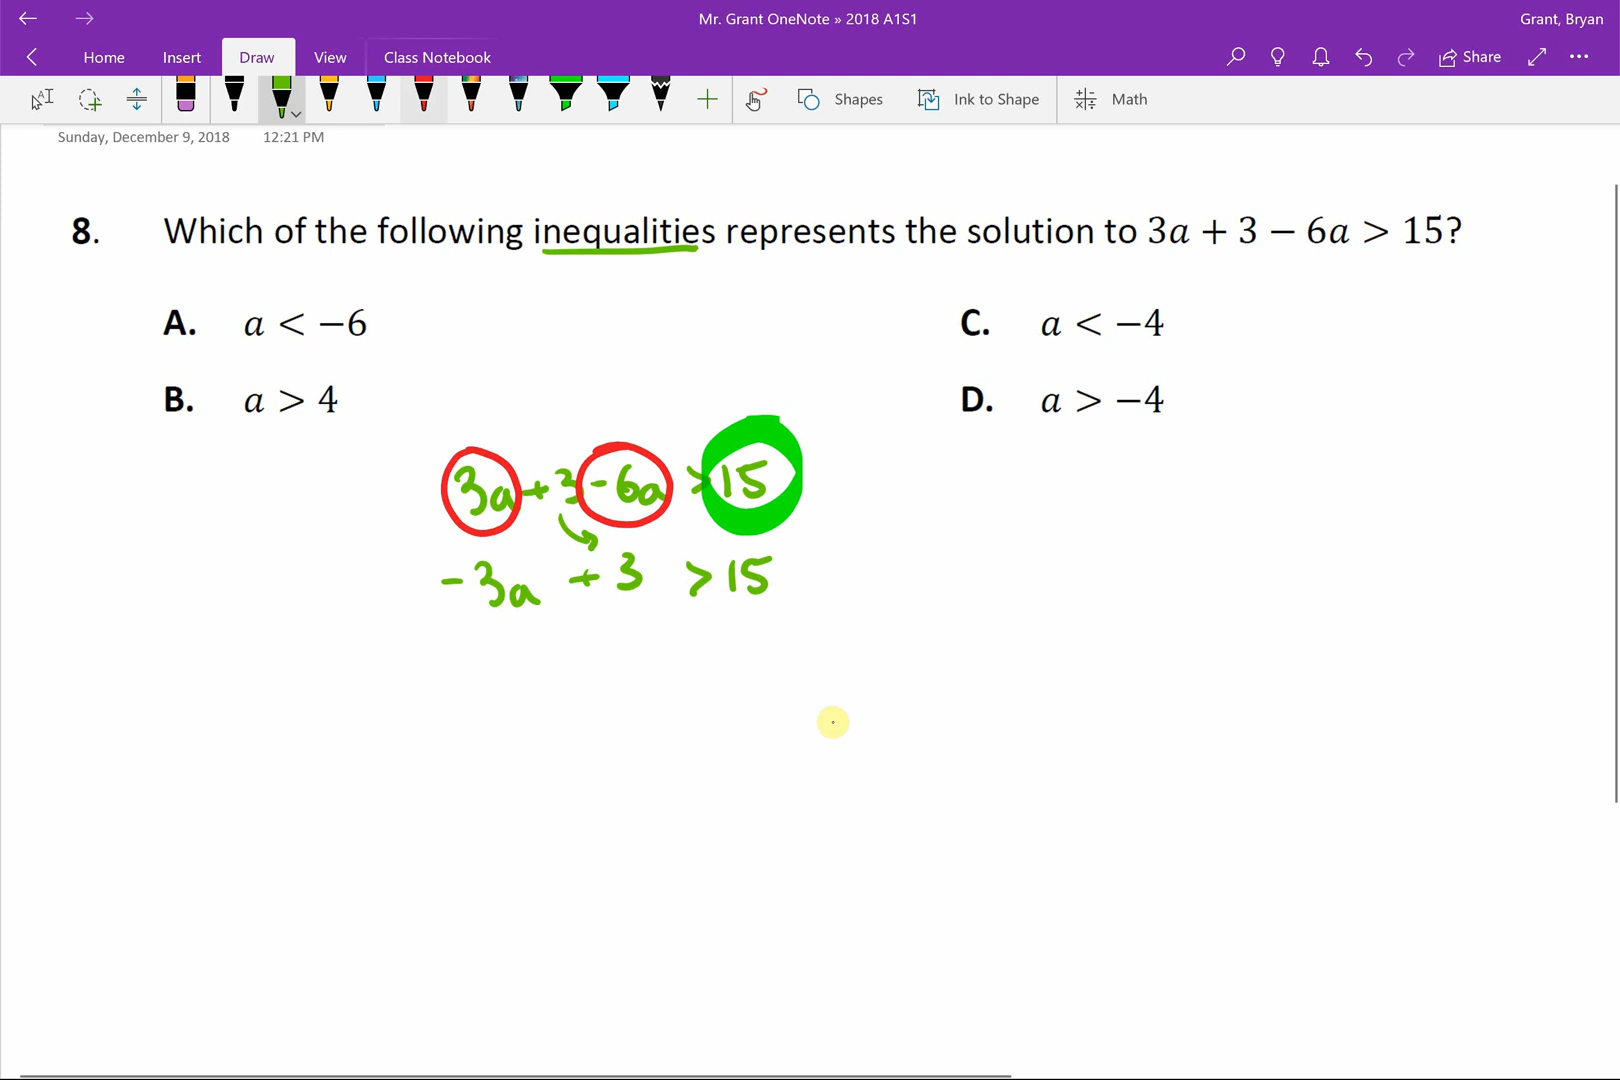 Mr. Grant OneNote » 2018 A1S1
Grant, Bryan
Home Insert Draw View Class Notebook Share
Shapes Ink to Shape Math
Sunday, December 9, 2018 12:21 PM
8. Which of the following inequalities represents the solution to 3a + 3 − 6a > 15?
A. a < −6
C. a < −4
B. a > 4
D. a > −4
3a + 3 - 6a > 15
- 3a + 3 > 15